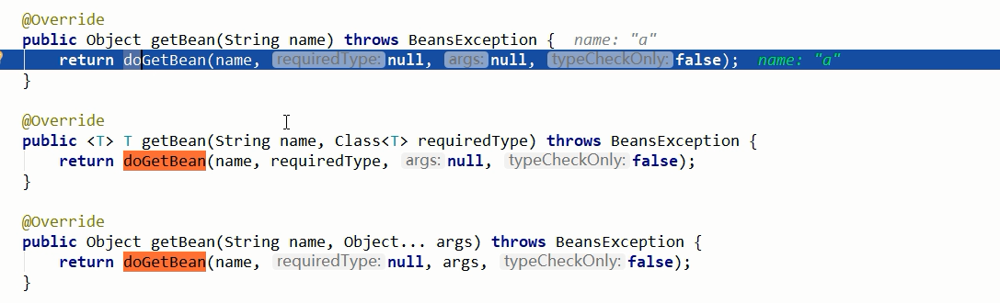 @Override
public Object getBean(String name) throws BeansException {  name: "a"
    return doGetBean(name, requiredType: null, args: null, typeCheckOnly: false);  name: "a"
}
@Override
public <T> T getBean(String name, Class<T> requiredType) throws BeansException {
    return doGetBean(name, requiredType, args: null, typeCheckOnly: false);
}
@Override
public Object getBean(String name, Object... args) throws BeansException {
    return doGetBean(name, requiredType: null, args, typeCheckOnly: false);
}